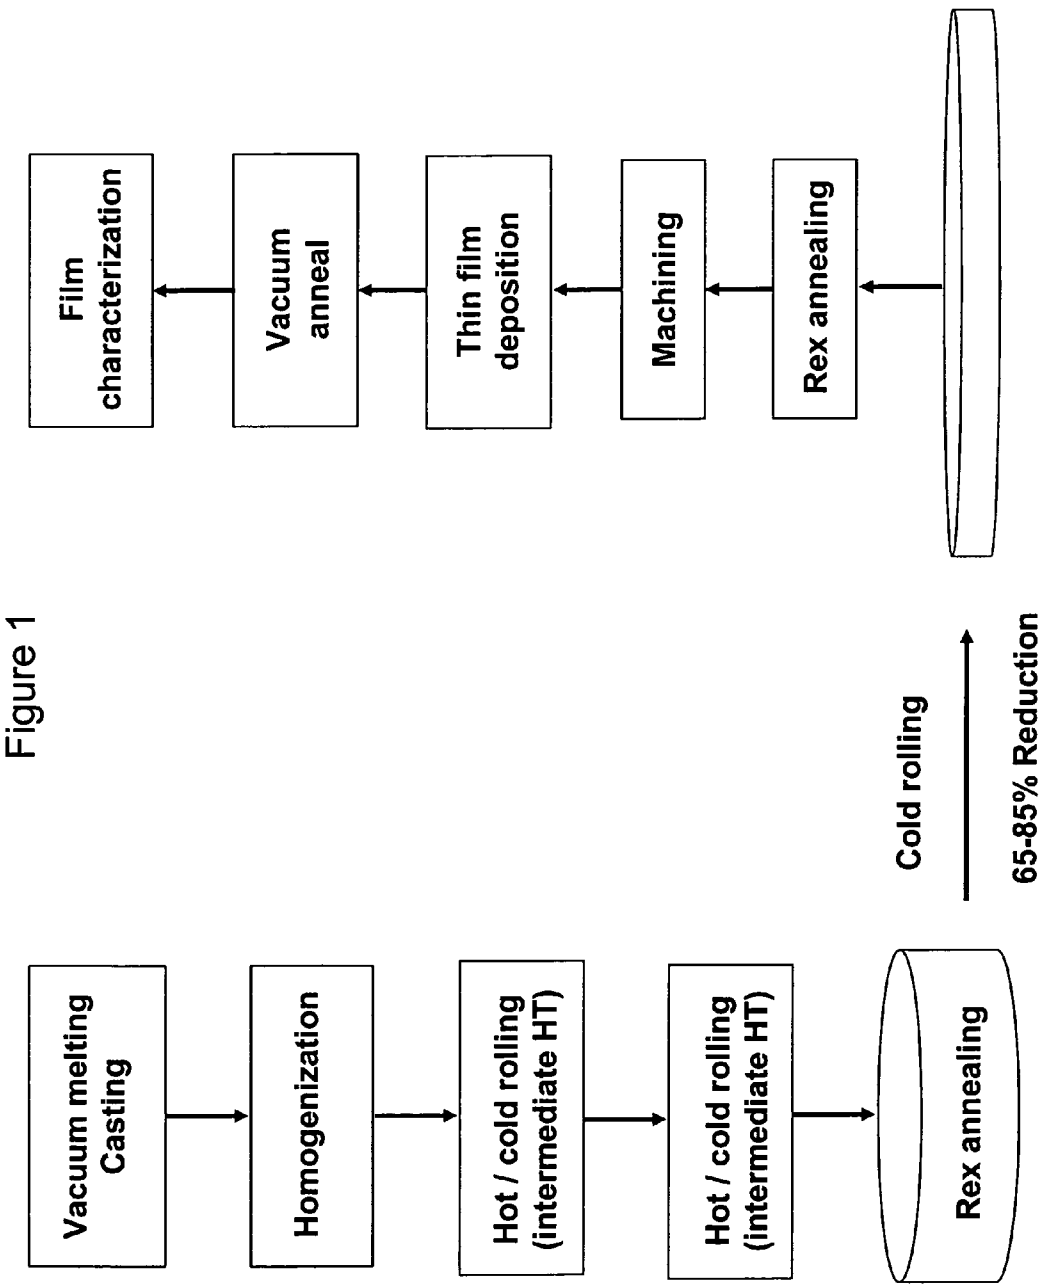 Figure 1
Vacuum melting
Casting
Homogenization
Hot / cold rolling
(intermediate HT)
Hot / cold rolling
(intermediate HT)
Rex annealing
Cold rolling
65-85% Reduction
Rex annealing
Machining
Thin film
deposition
Vacuum
anneal
Film
characterization